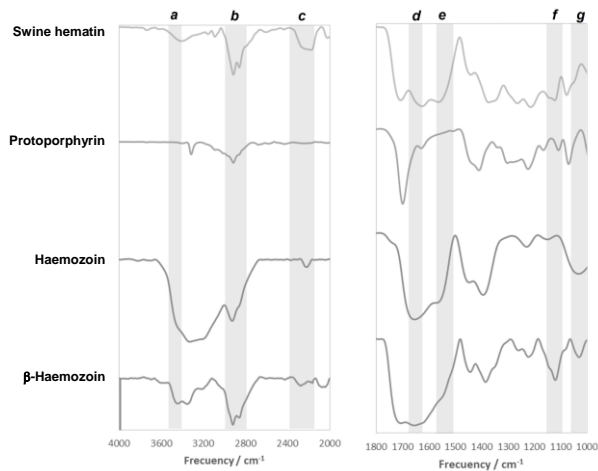 a b c d e f g
Swine hematin
Protoporphyrin
Haemozoin
β-Haemozoin
4000 3600 3200 2800 2400 2000
1800 1700 1600 1500 1400 1300 1200 1100 1000
Frecuency / cm-1
Frecuency / cm-1